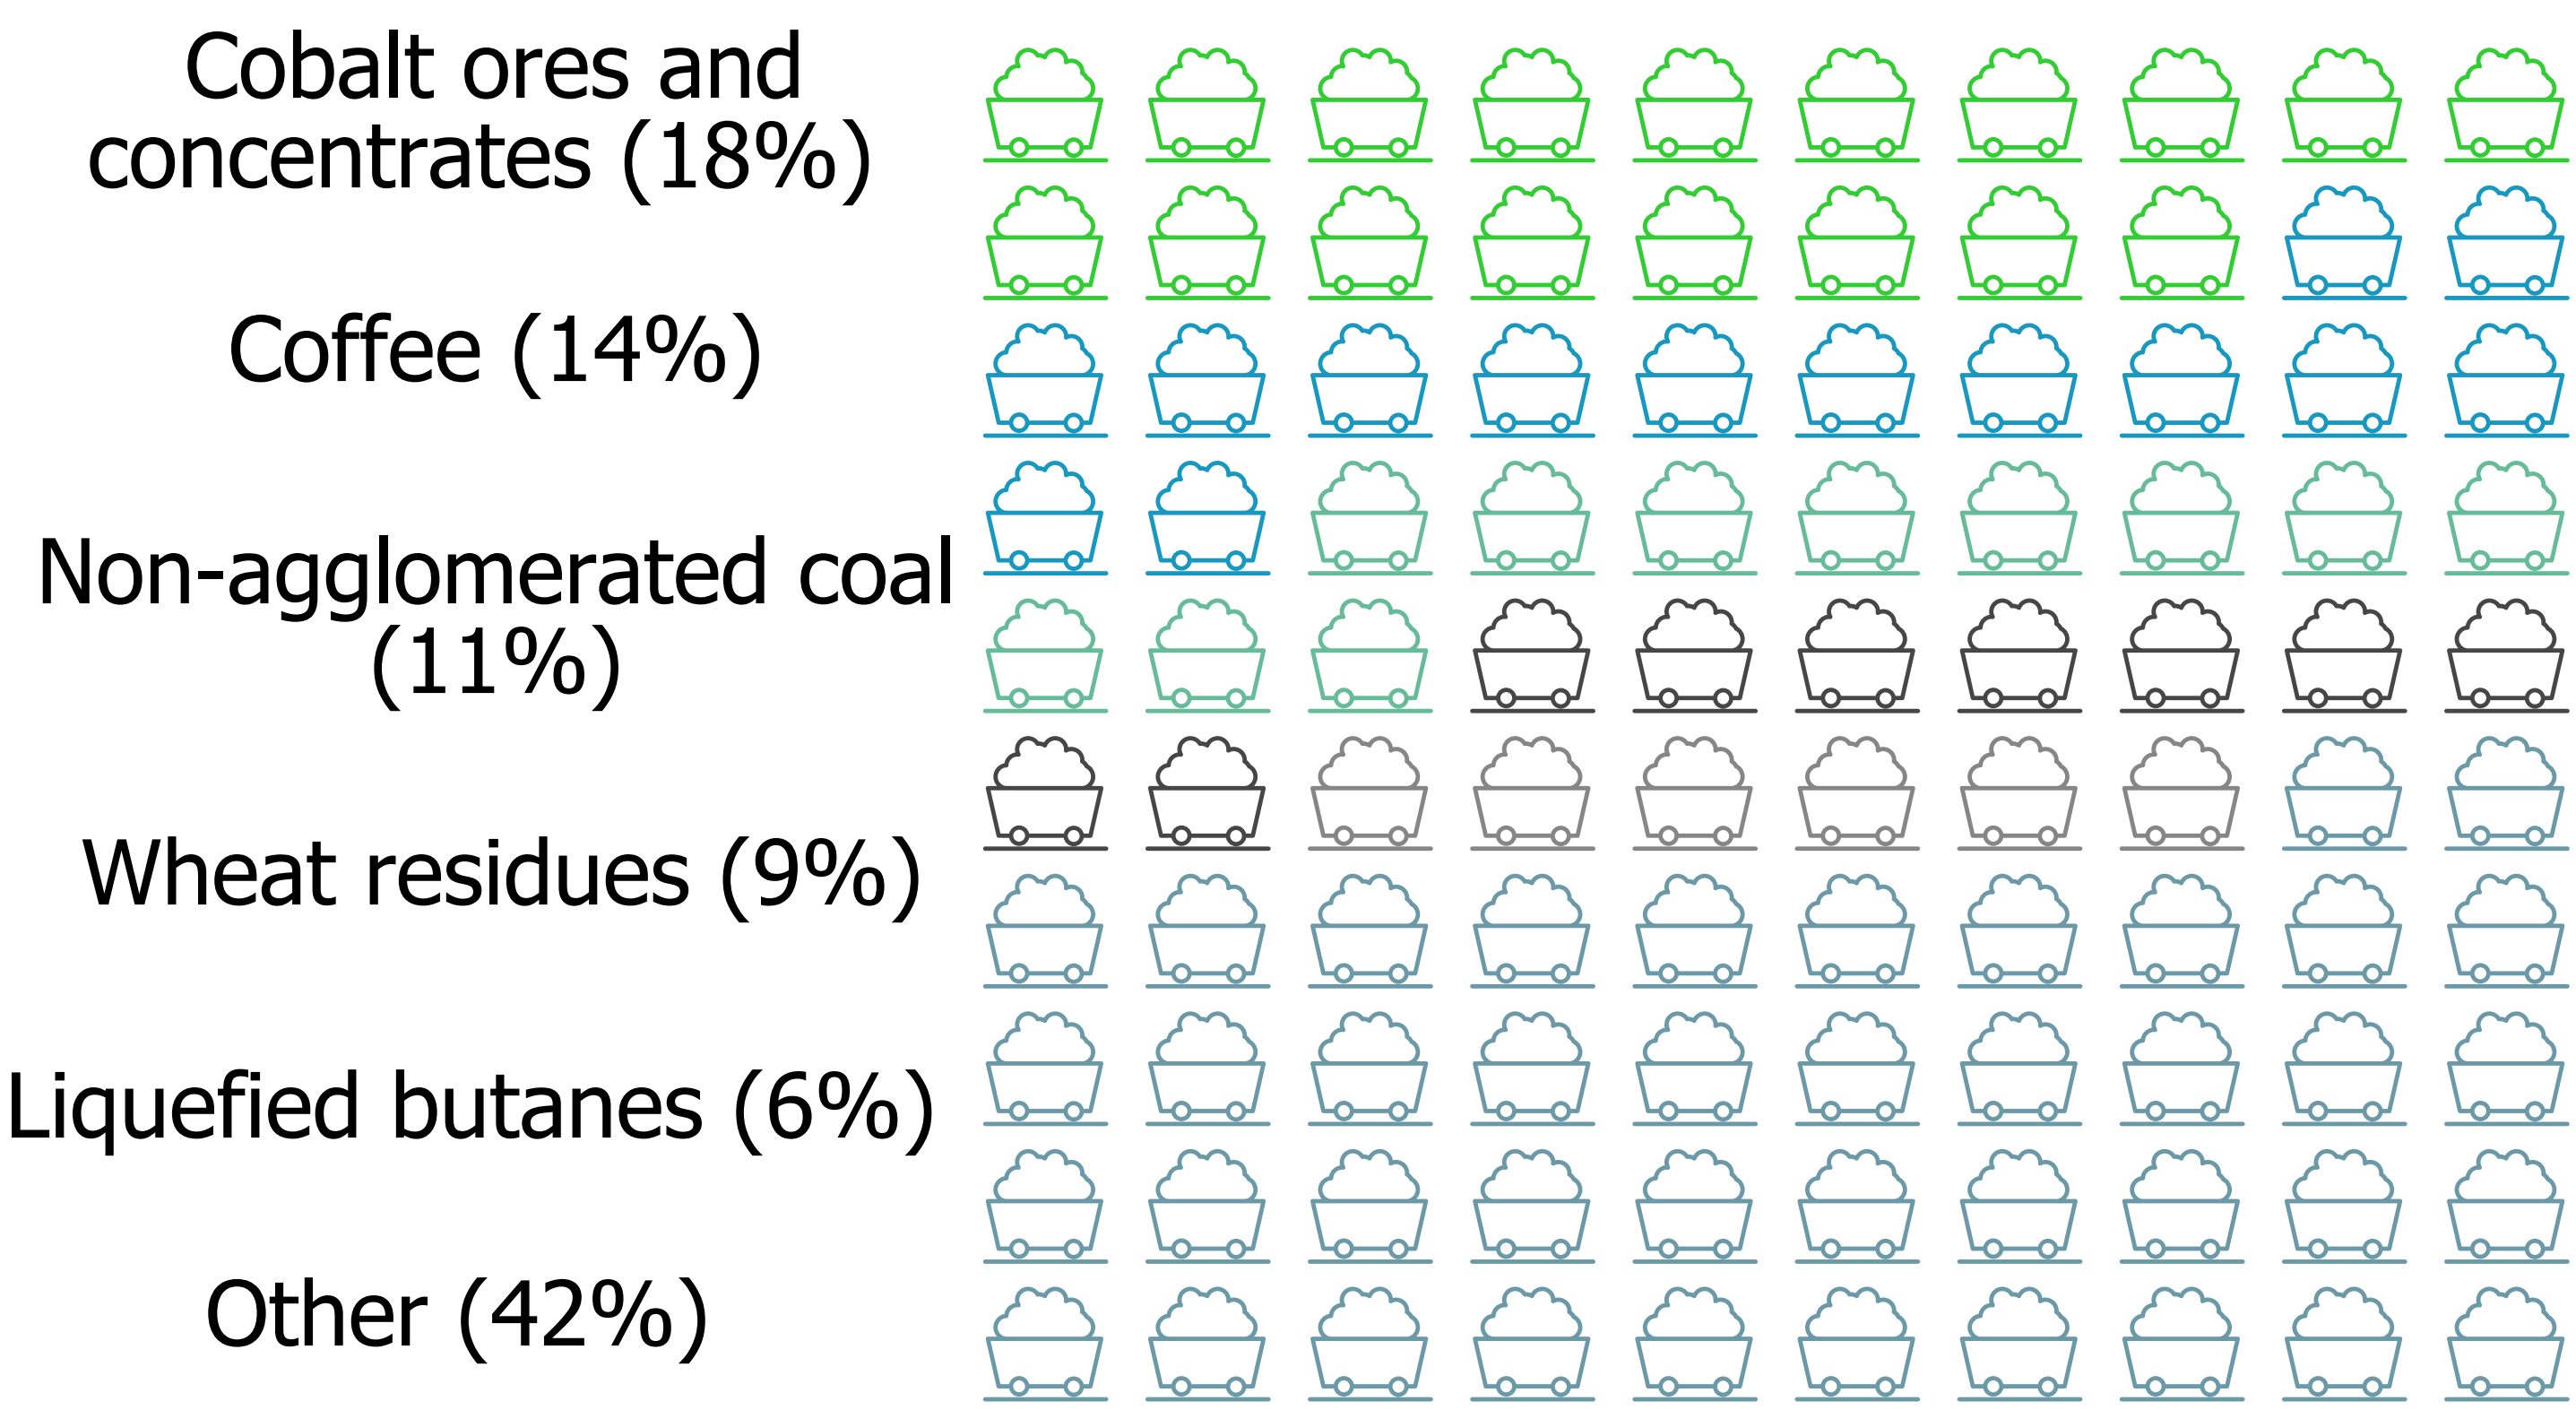 Cobalt ores and
concentrates (18%)
Coffee (14%)
Non-agglomerated coal
(11%)
Wheat residues (9%)
Liquefied butanes (6%)
Other (42%)